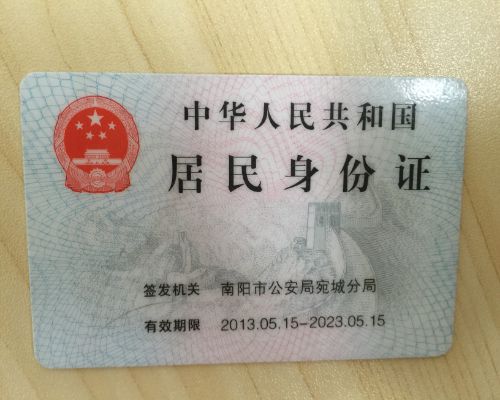 中华人民共和国
居民身份证
签发机关 南阳市公安局宛城分局
有效期限 2013.05.15-2023.05.15